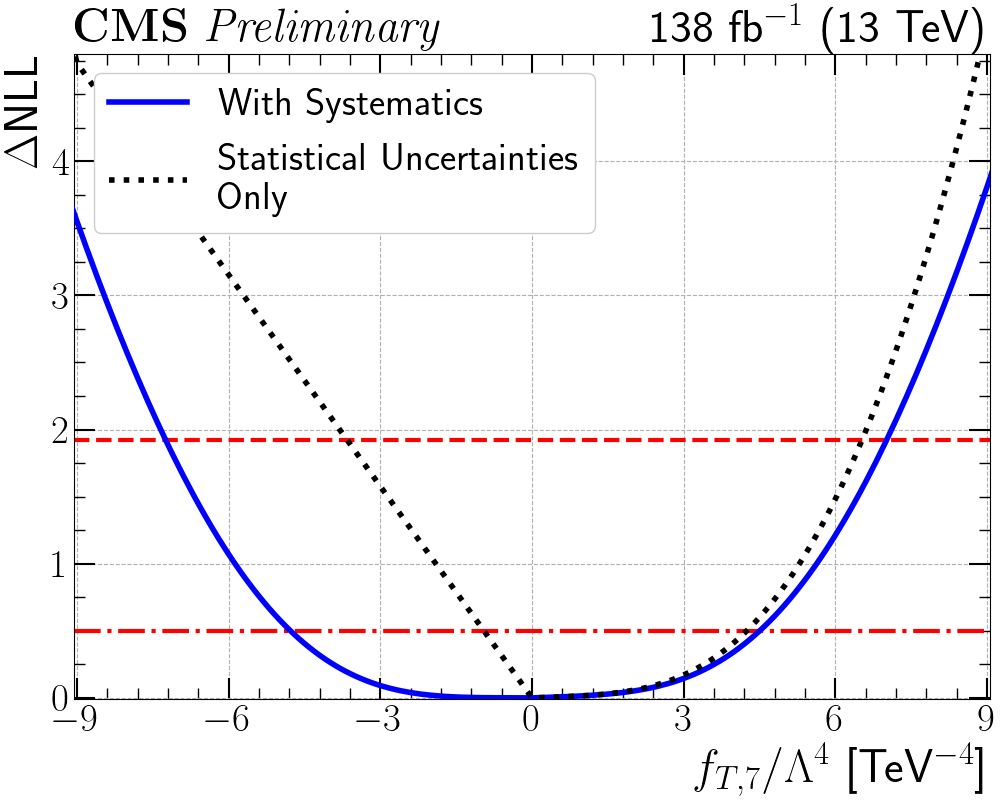 CMS Preliminary 138 fb⁻¹ (13 TeV)
ΔNLL
With Systematics
Statistical Uncertainties
Only
4
3
2
1
0
−9 −6 −3 0 3 6 9
f_{T,7}/Λ⁴ [TeV⁻⁴]